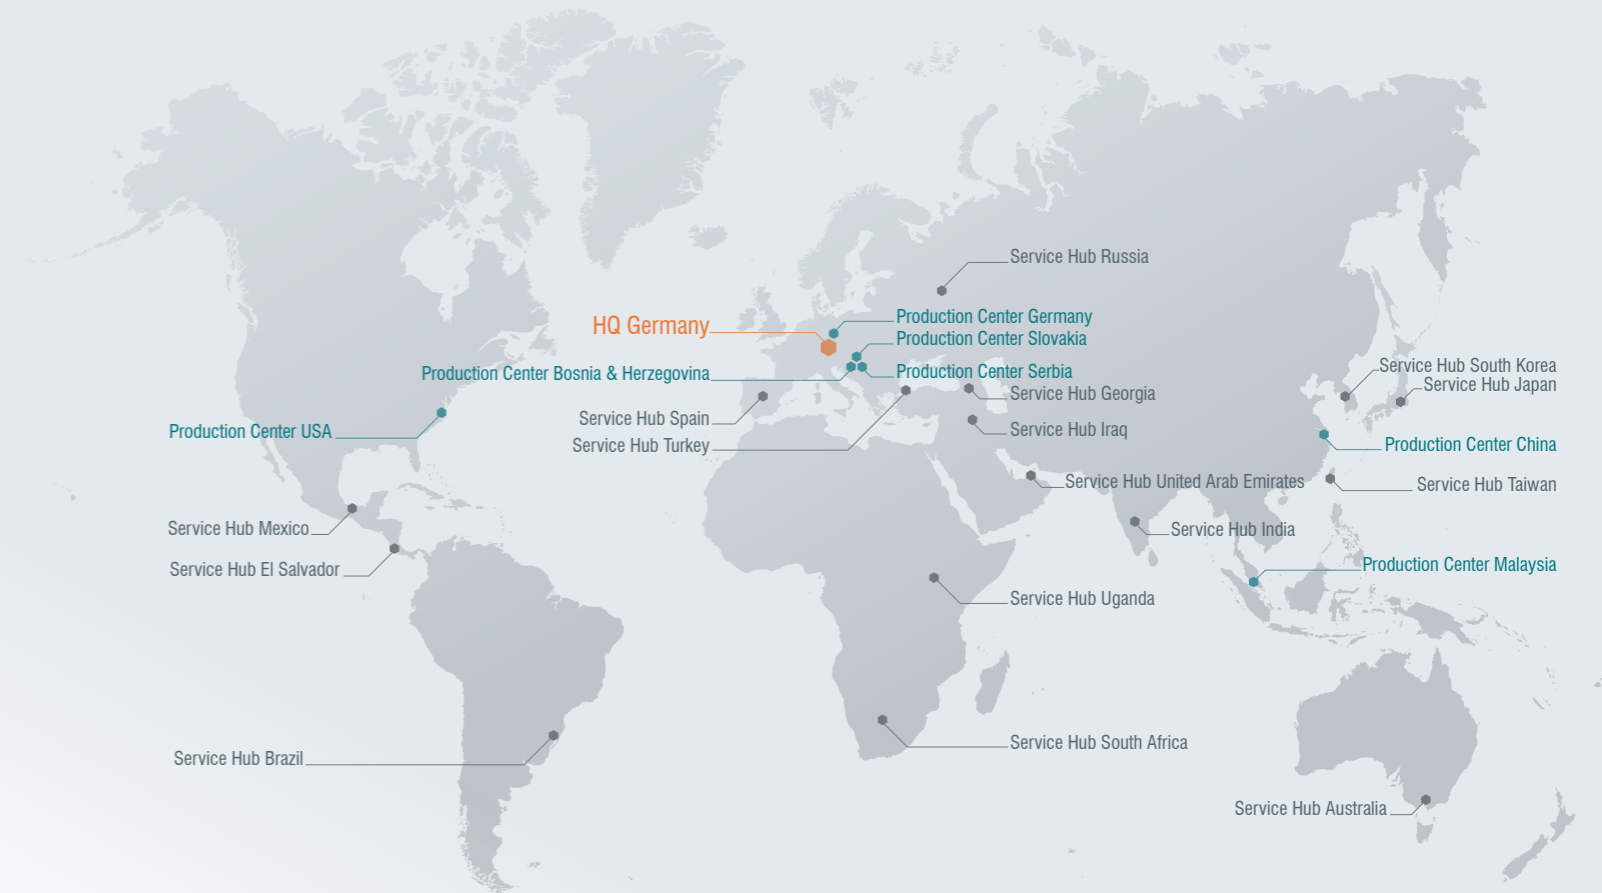 Service Hub Russia
Production Center Germany
HQ Germany
Production Center Slovakia
Service Hub South Korea
Production Center Bosnia & Herzegovina
Production Center Serbia
Service Hub Japan
Service Hub Georgia
Service Hub Spain
Production Center USA
Service Hub Iraq
Service Hub Turkey
Production Center China
Service Hub United Arab Emirates
Service Hub Taiwan
Service Hub Mexico
Service Hub India
Service Hub El Salvador
Production Center Malaysia
Service Hub Uganda
Service Hub South Africa
Service Hub Brazil
Service Hub Australia